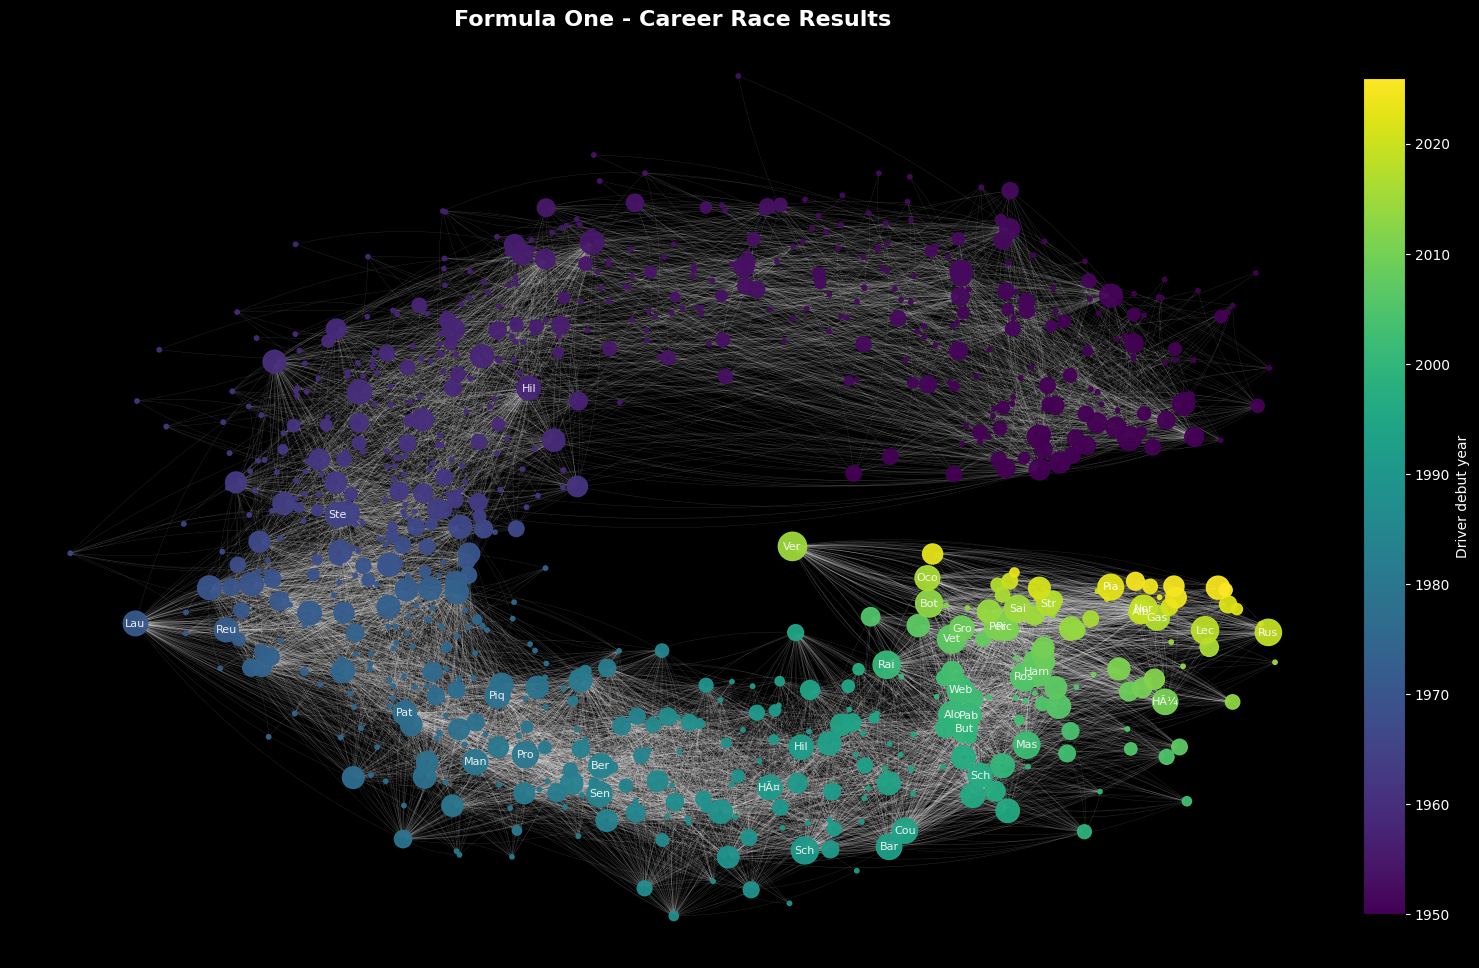 Formula One - Career Race Results
Hil
Ste
Lau
Reu
Ver
Oco
Pia
Bot
Sai
Str
Nor
Gas
Gro
Per
Ric
Lec
Rus
Vet
Rai
Ham
Ros
Web
HÃ¼
Alo
Pab
But
Mas
Piq
Pat
Pro
Man
Ber
Sen
Hil
HÃ¤
Sch
Cou
Bar
Sch
2020
2010
2000
1990
1980
1970
1960
1950
Driver debut year